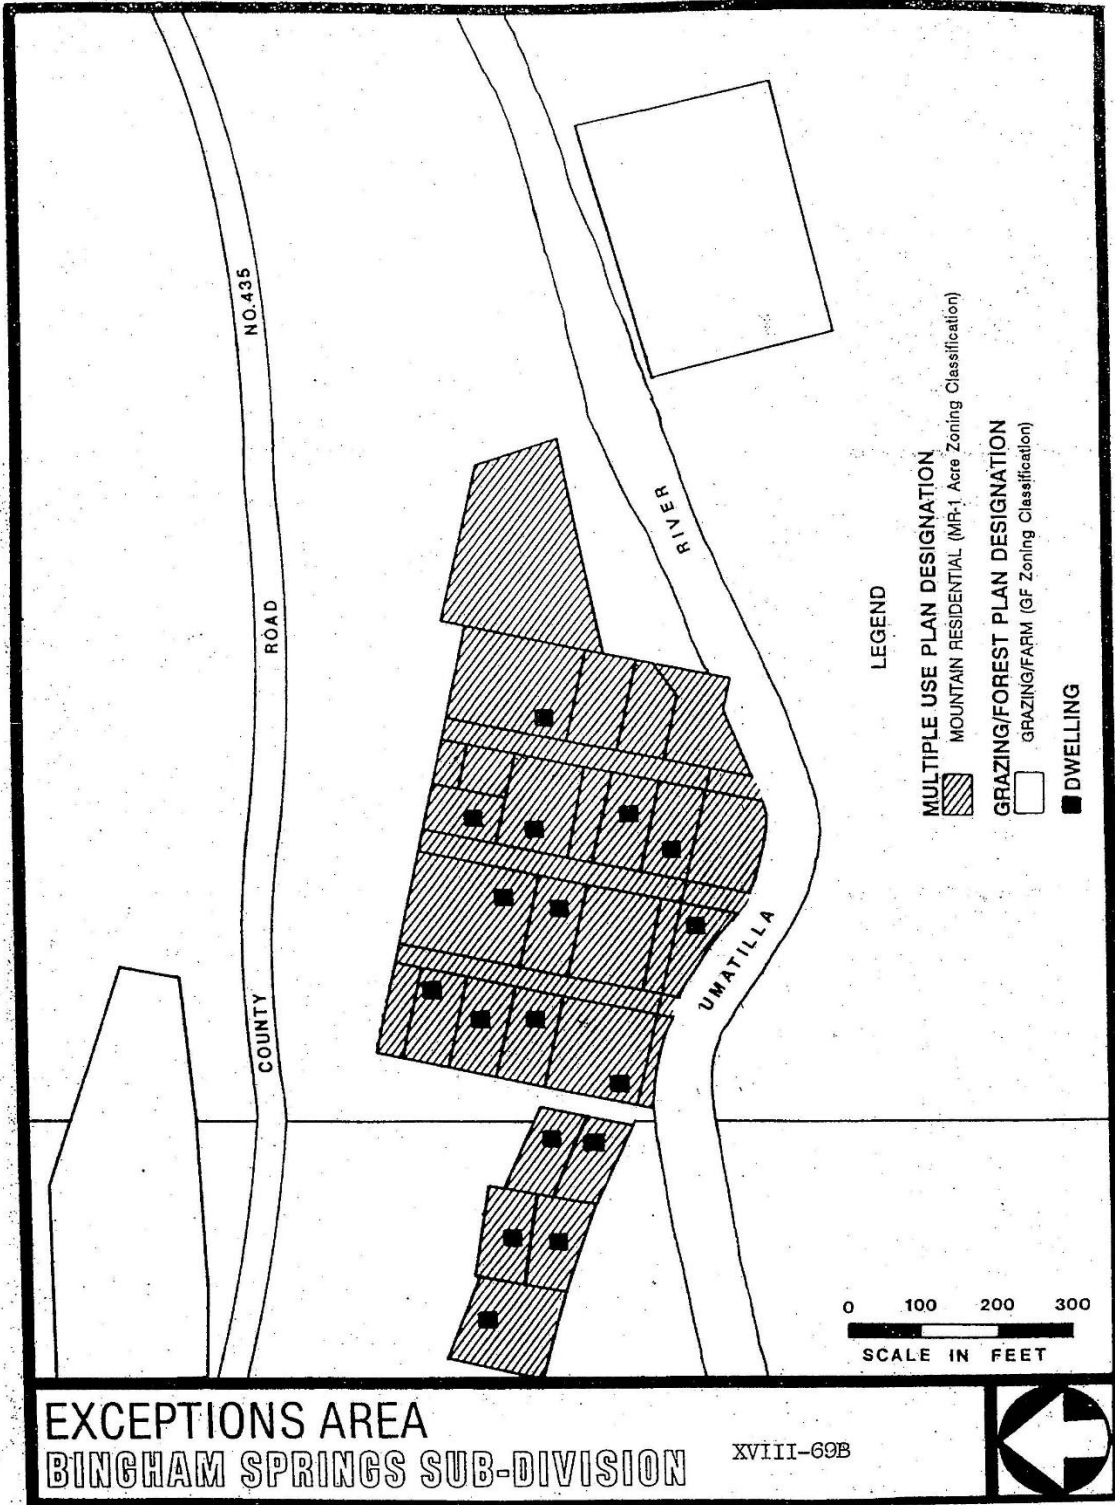 NO.435
ROAD
COUNTY
RIVER
UMATILLA
LEGEND
MULTIPLE USE PLAN DESIGNATION
MOUNTAIN RESIDENTIAL (MR-1 Acre Zoning Classification)
GRAZING/FOREST PLAN DESIGNATION
GRAZING/FARM (GF Zoning Classification)
DWELLING
0 100 200 300
SCALE IN FEET
EXCEPTIONS AREA
BINGHAM SPRINGS SUB-DIVISION
XVIII-69B